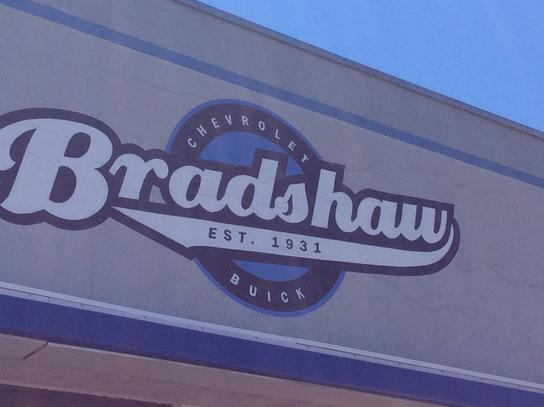 CHEVROLET
Bradshaw
EST. 1931
BUICK